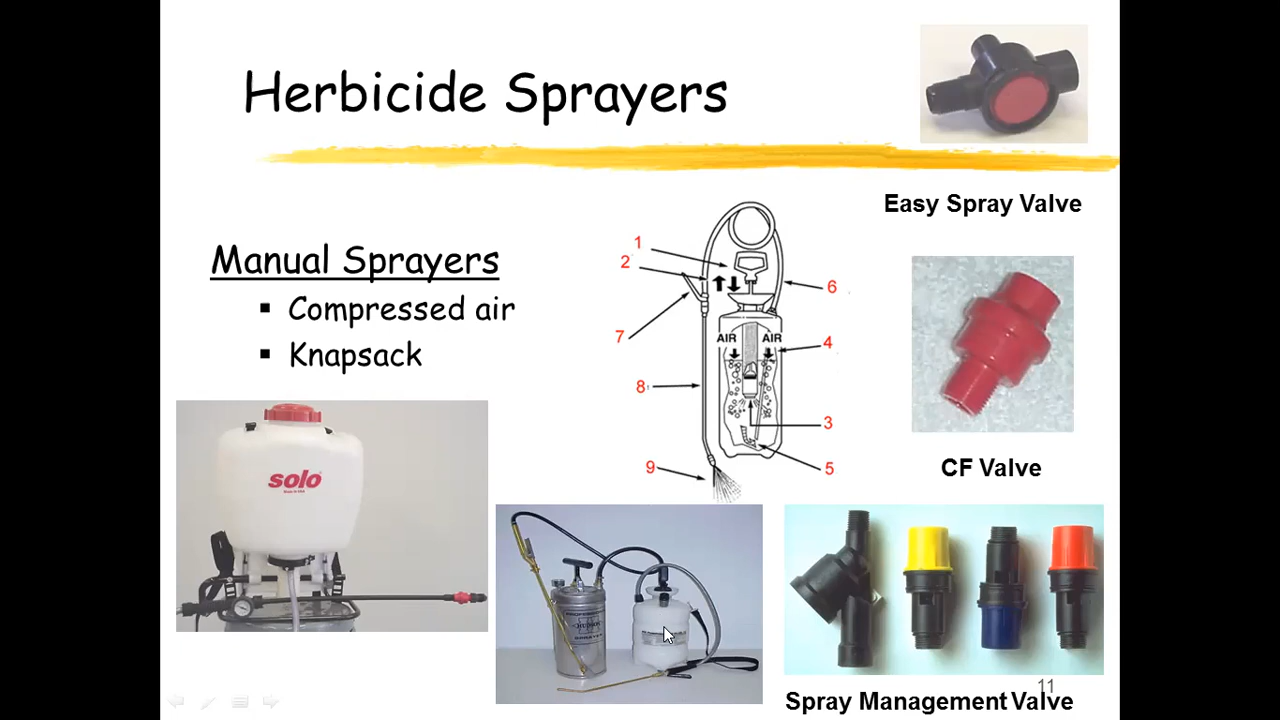 Herbicide Sprayers
Easy Spray Valve
Manual Sprayers
Compressed air
Knapsack
1
2
6
7
AIR AIR
4
8
3
9
5
CF Valve
solo
11
Spray Management Valve